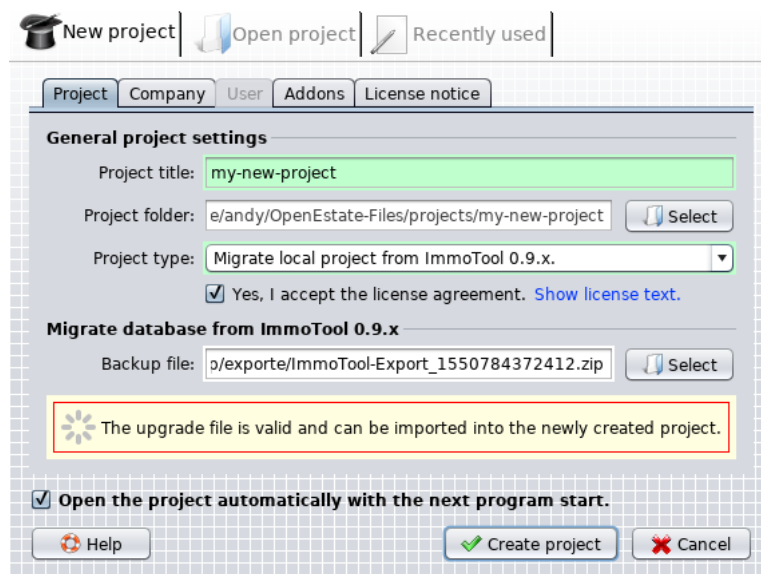 New project Open project Recently used
Project Company User Addons License notice
General project settings
Project title: my-new-project
Project folder: e/andy/OpenEstate-Files/projects/my-new-project Select
Project type: Migrate local project from ImmoTool 0.9.x.
Yes, I accept the license agreement. Show license text.
Migrate database from ImmoTool 0.9.x
Backup file: /exporte/ImmoTool-Export_1550784372412.zip Select
The upgrade file is valid and can be imported into the newly created project.
Open the project automatically with the next program start.
Help Create project Cancel